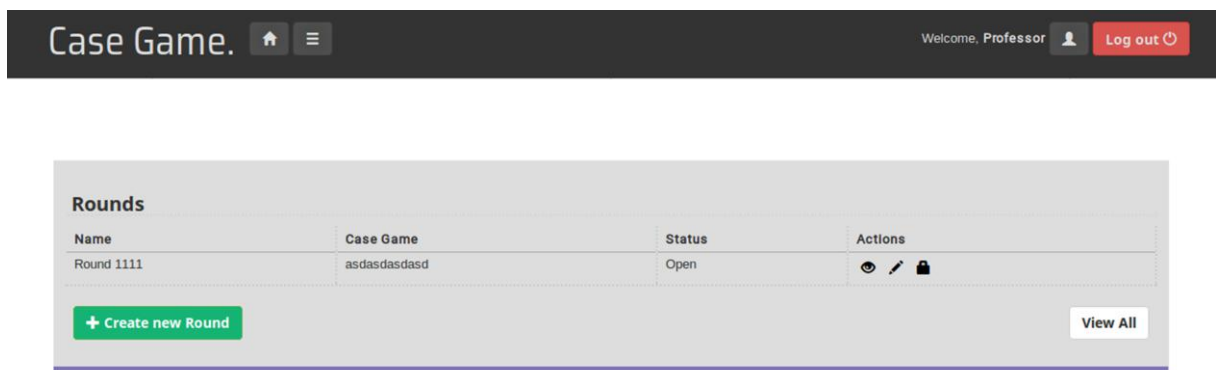 Case Game.
Welcome, Professor
Log out
Rounds
Name Case Game Status Actions
Round 1111 asdasdasdasd Open
Create new Round
View All